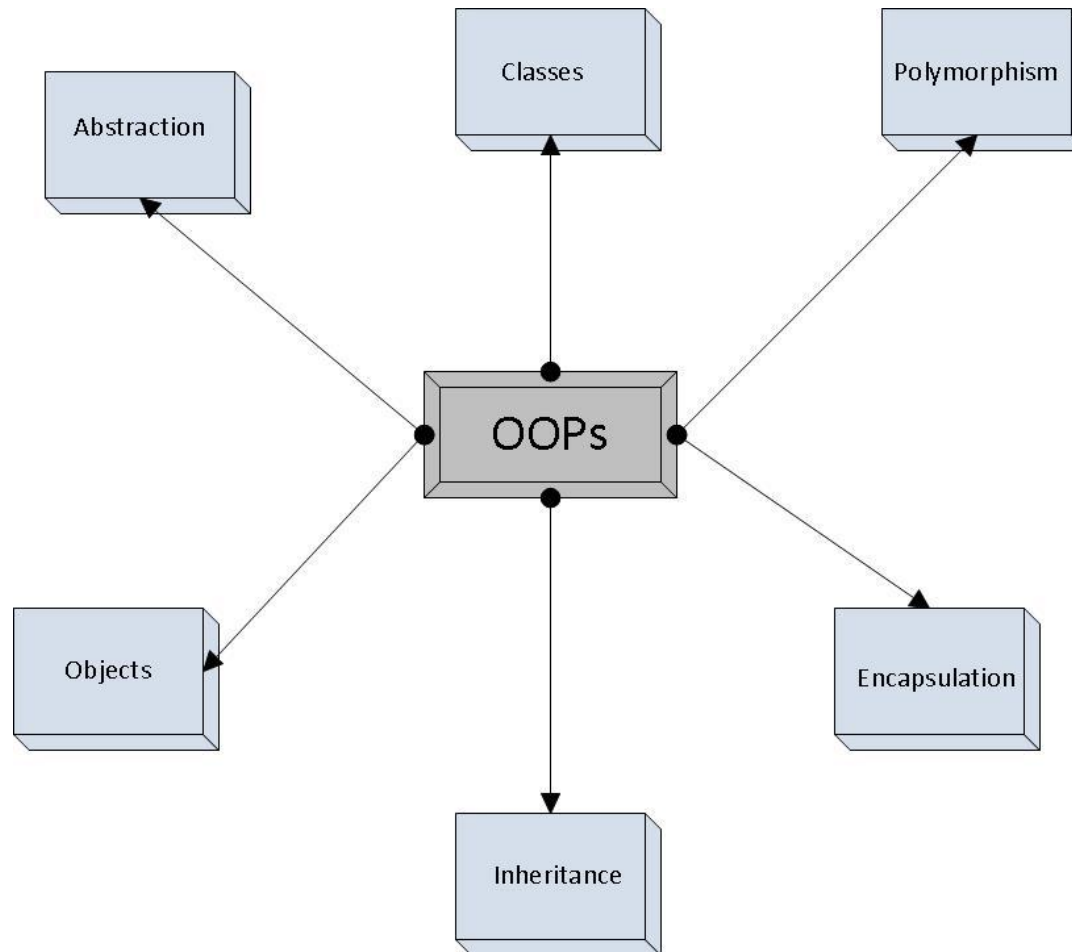 Classes
Polymorphism
Abstraction
OOPs
Objects
Encapsulation
Inheritance